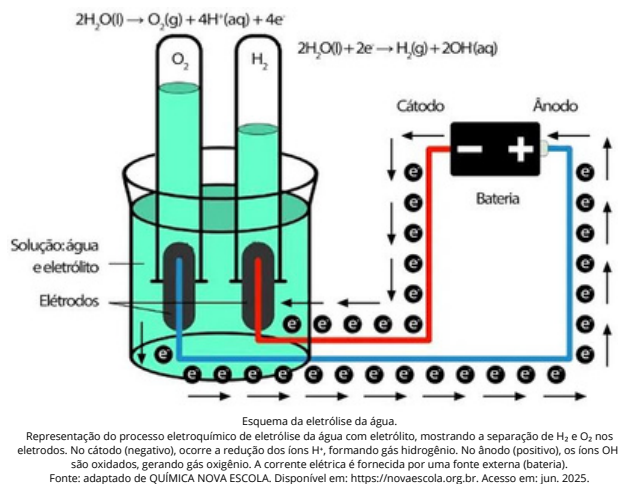 2H₂O(l) → O₂(g) + 4H⁺(aq) + 4e⁻
2H₂O(l) + 2e⁻ → H₂(g) + 2OH⁻(aq)
O₂
H₂
Cátodo
Ânodo
− +
Bateria
Solução: água
e eletrólito
Elétrodos
e⁻
e⁻
e⁻
e⁻
e⁻
e⁻
e⁻
e⁻
e⁻
e⁻
e⁻
e⁻
e⁻
e⁻
e⁻ e⁻ e⁻ e⁻ e⁻
e⁻
e⁻ e⁻ e⁻ e⁻ e⁻ e⁻ e⁻ e⁻ e⁻ e⁻ e⁻ e⁻ e⁻
Esquema da eletrólise da água.
Representação do processo eletroquímico de eletrólise da água com eletrólito, mostrando a separação de H₂ e O₂ nos
eletrodos. No cátodo (negativo), ocorre a redução dos íons H⁺, formando gás hidrogênio. No ânodo (positivo), os íons OH
são oxidados, gerando gás oxigênio. A corrente elétrica é fornecida por uma fonte externa (bateria).
Fonte: adaptado de QUÍMICA NOVA ESCOLA. Disponível em: https://novaescola.org.br. Acesso em: jun. 2025.